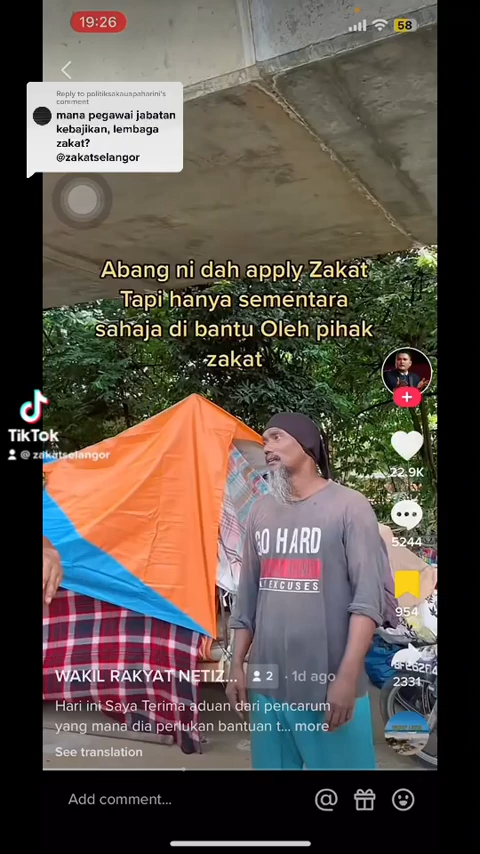 19:26
58
Reply to politiksakauapaharini's
comment
mana pegawai jabatan
kebajikan, lembaga
zakat?
@zakatselangor
Abang ni dah apply Zakat
Tapi hanya sementara
sahaja di bantu Oleh pihak
zakat
TikTok
@zakatselangor
22.9K
5244
954
2331
GO HARD
EXCUSES
WAKIL RAKYAT NETIZ...
2
· 1d ago
Hari ini Saya Terima aduan dari pencarum
yang mana dia perlukan bantuan t... more
See translation
Add comment...